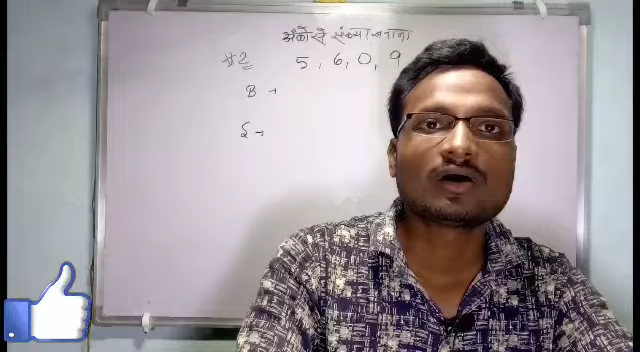 अंकोसे संख्या बनाना
#2 5, 6, 0, 9
B →
S →